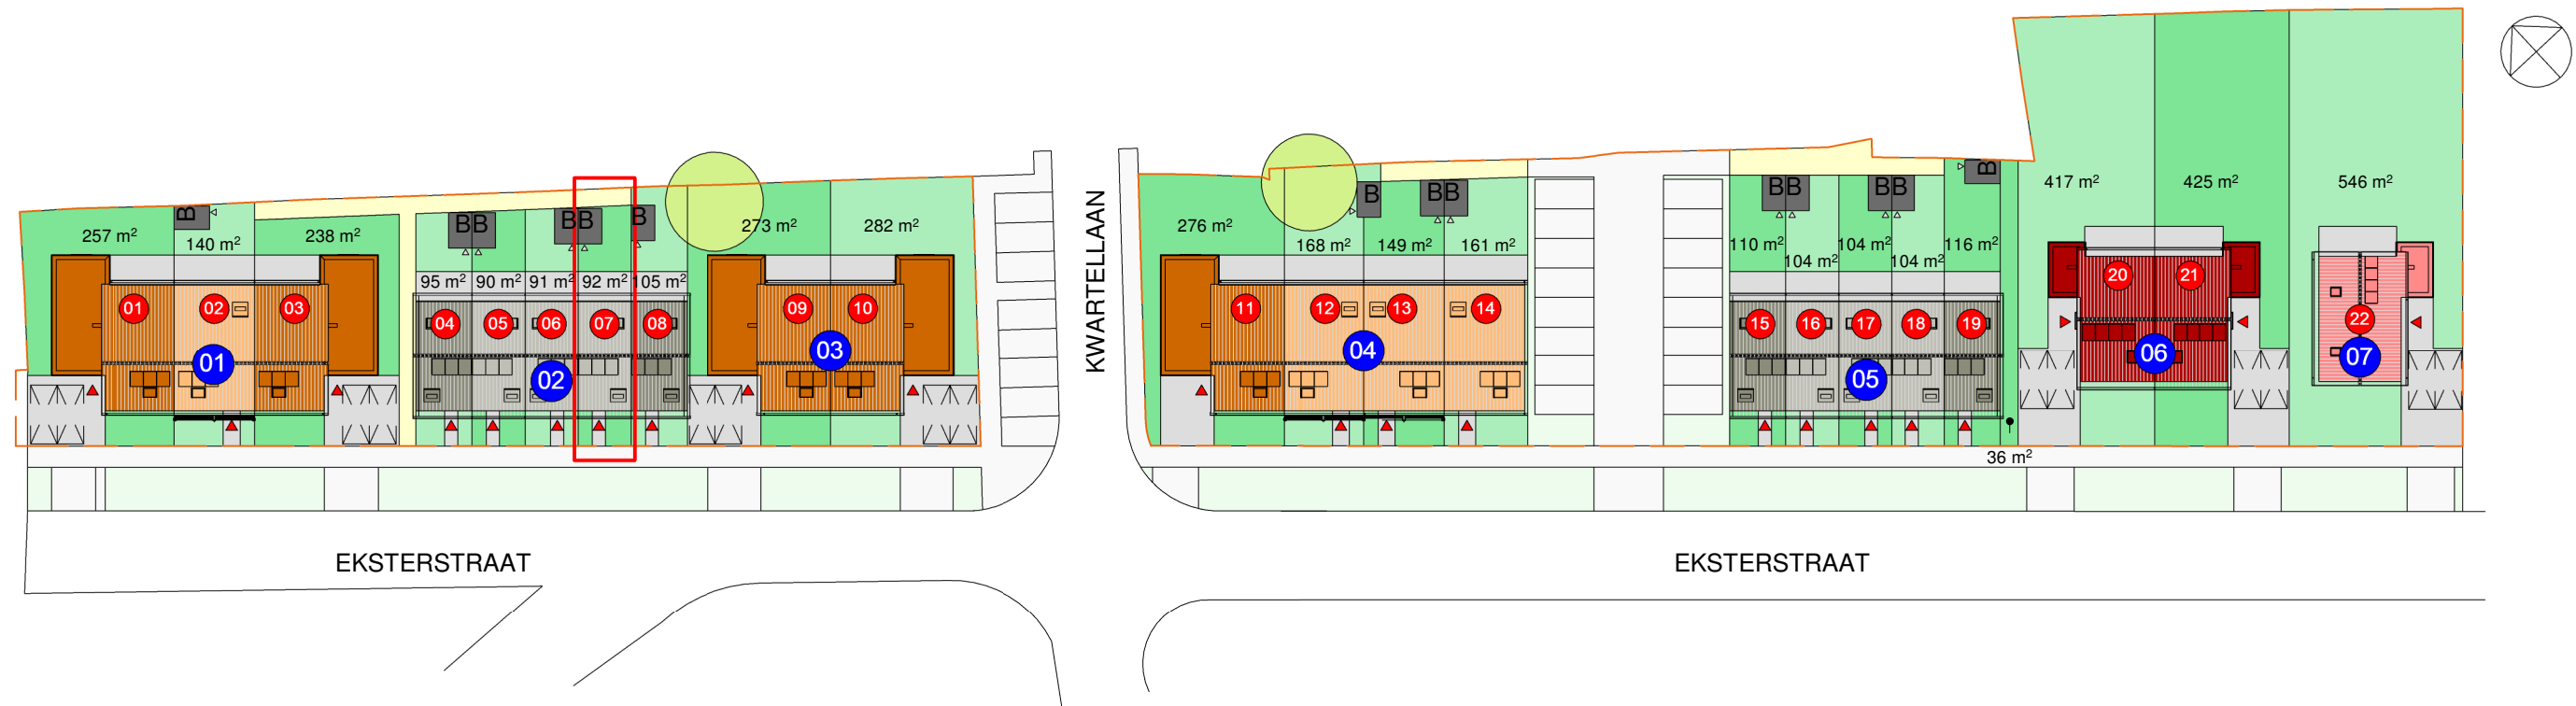 417 m²
425 m²
546 m²
B
257 m²
140 m²
238 m²
BB
BB
B
273 m²
282 m²
KWARTELLAAN
276 m²
168 m²
B
149 m²
BB
161 m²
BB
BB
B
110 m²
104 m²
104 m²
104 m²
116 m²
95 m²
90 m²
91 m²
92 m²
105 m²
01
02
03
04
05
06
07
08
09
10
11
12
13
14
15
16
17
18
19
20
21
22
01
02
03
04
05
06
07
36 m²
EKSTERSTRAAT
EKSTERSTRAAT